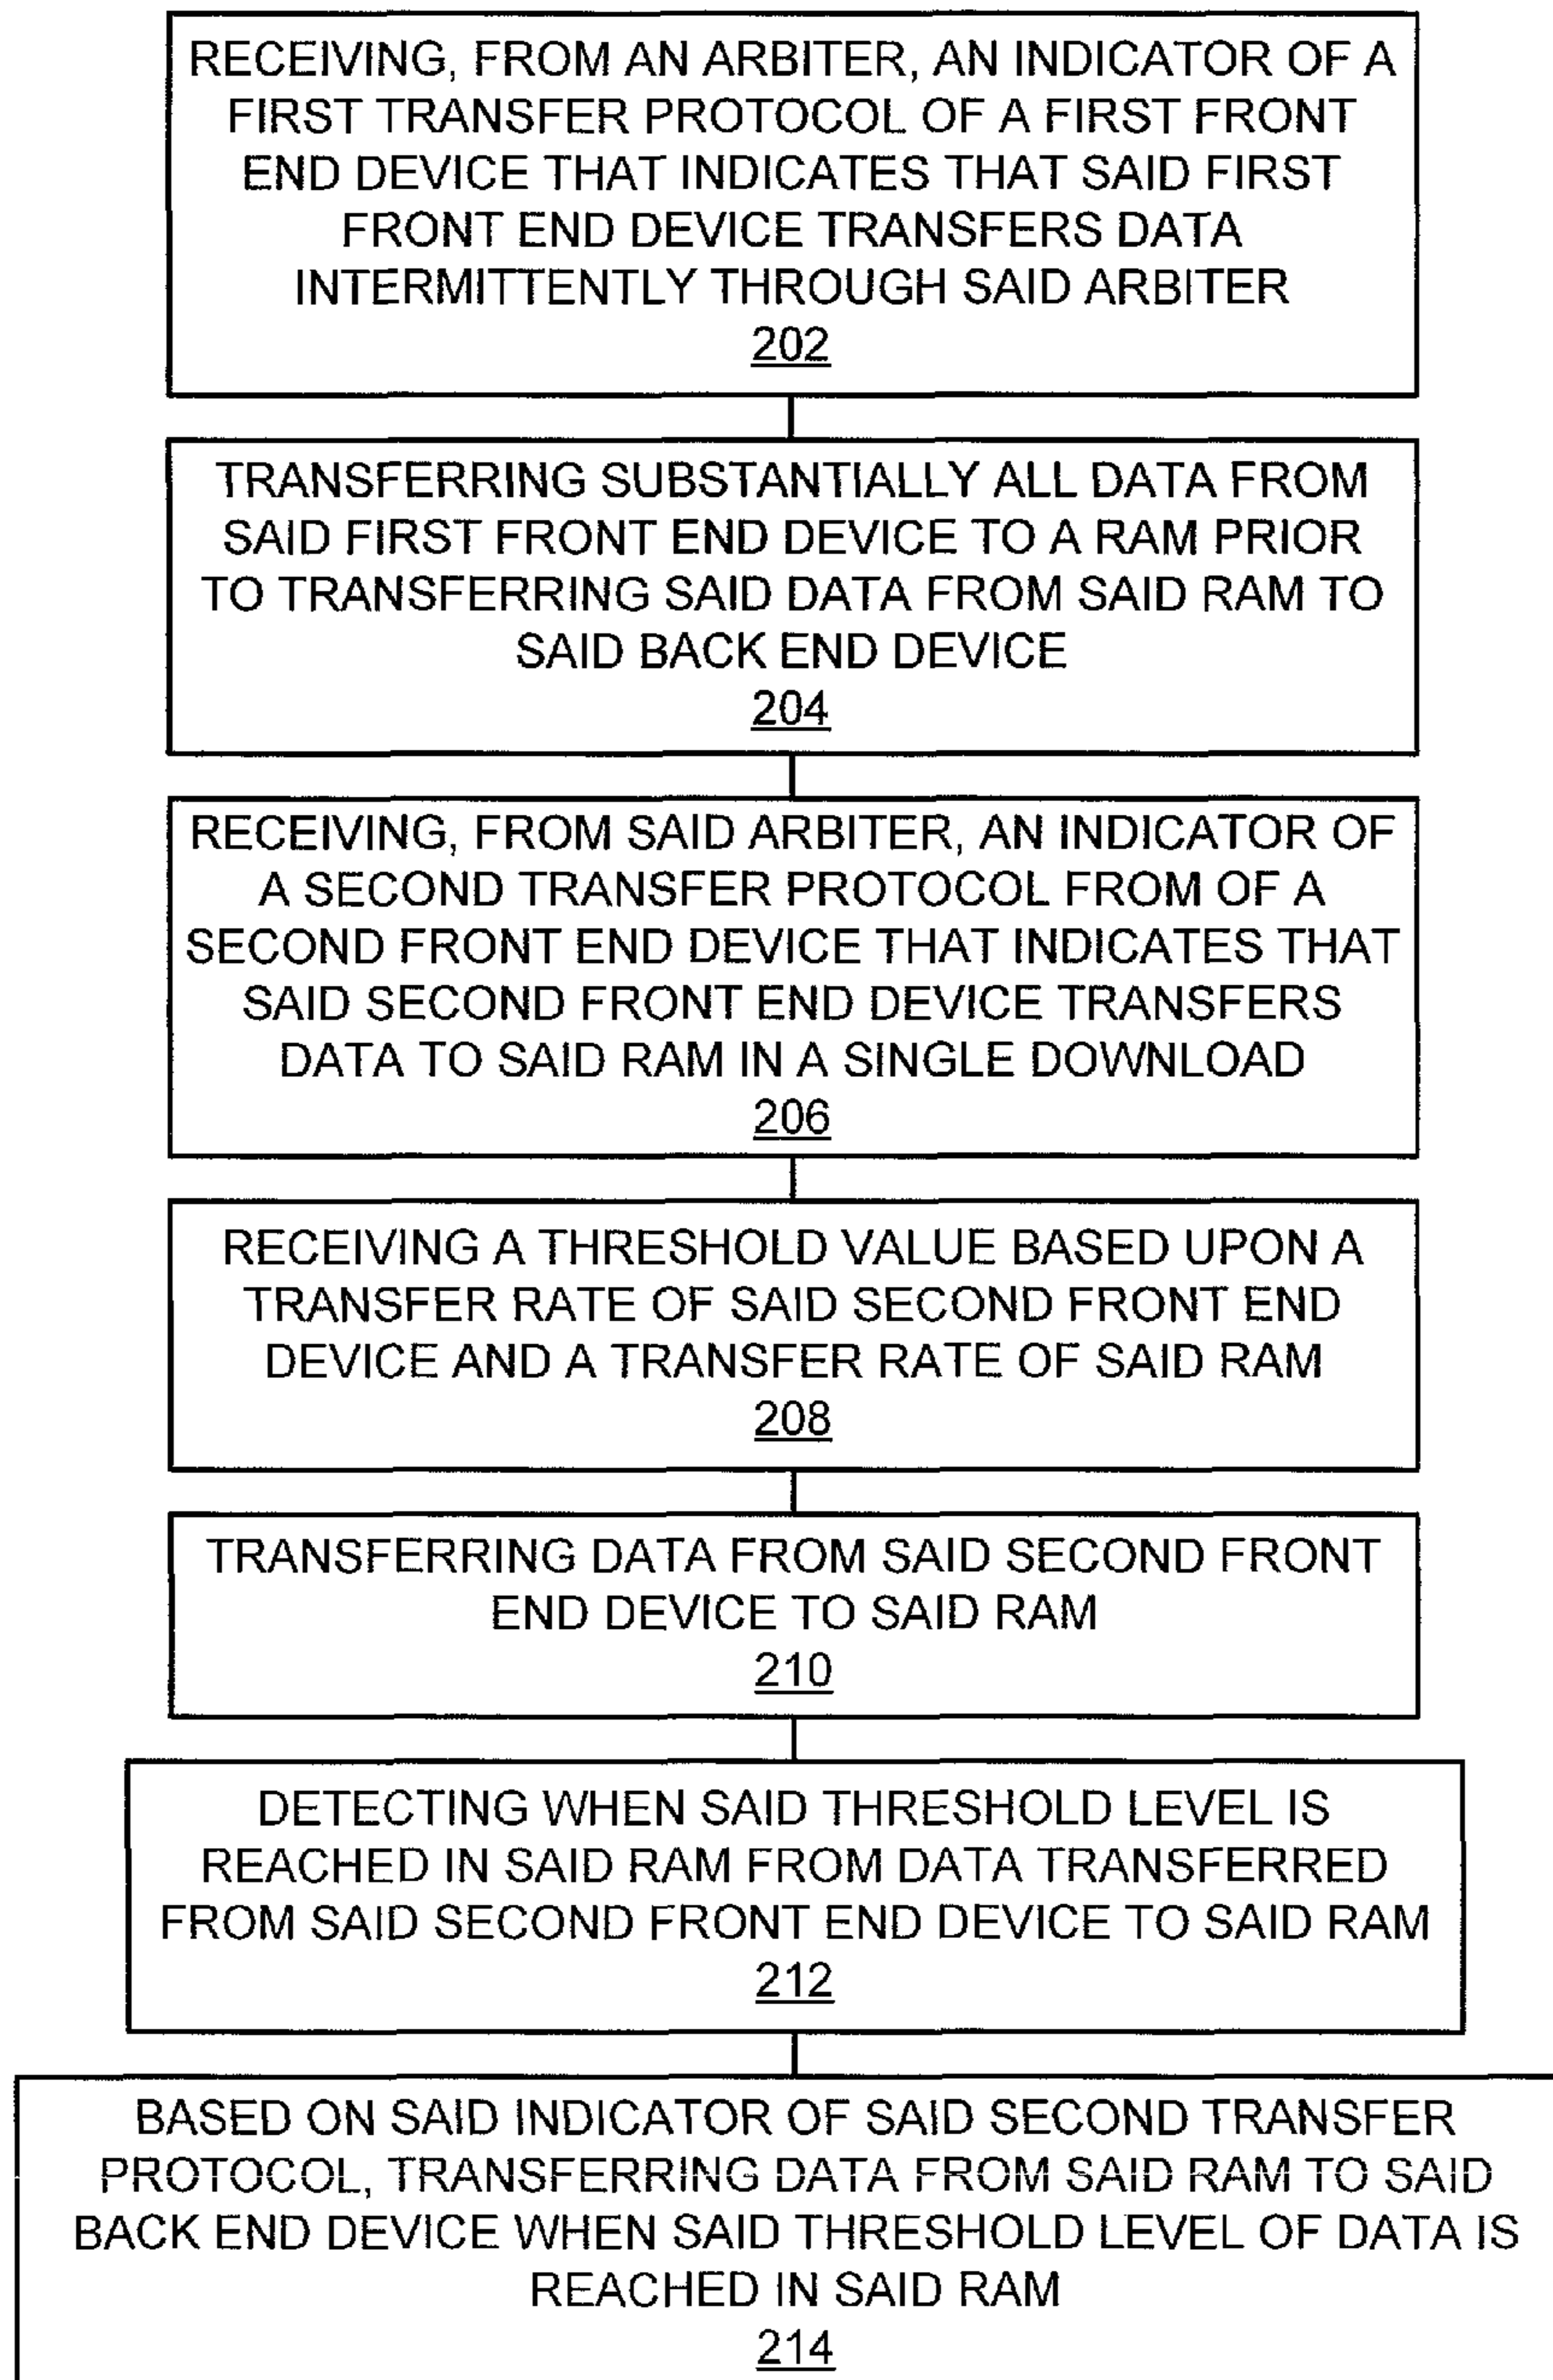 RECEIVING, FROM AN ARBITER, AN INDICATOR OF A
FIRST TRANSFER PROTOCOL OF A FIRST FRONT
END DEVICE THAT INDICATES THAT SAID FIRST
FRONT END DEVICE TRANSFERS DATA
INTERMITTENTLY THROUGH SAID ARBITER
202
TRANSFERRING SUBSTANTIALLY ALL DATA FROM
SAID FIRST FRONT END DEVICE TO A RAM PRIOR
TO TRANSFERRING SAID DATA FROM SAID RAM TO
SAID BACK END DEVICE
204
RECEIVING, FROM SAID ARBITER, AN INDICATOR OF
A SECOND TRANSFER PROTOCOL FROM OF A
SECOND FRONT END DEVICE THAT INDICATES THAT
SAID SECOND FRONT END DEVICE TRANSFERS
DATA TO SAID RAM IN A SINGLE DOWNLOAD
206
RECEIVING A THRESHOLD VALUE BASED UPON A
TRANSFER RATE OF SAID SECOND FRONT END
DEVICE AND A TRANSFER RATE OF SAID RAM
208
TRANSFERRING DATA FROM SAID SECOND FRONT
END DEVICE TO SAID RAM
210
DETECTING WHEN SAID THRESHOLD LEVEL IS
REACHED IN SAID RAM FROM DATA TRANSFERRED
FROM SAID SECOND FRONT END DEVICE TO SAID RAM
212
BASED ON SAID INDICATOR OF SAID SECOND TRANSFER
PROTOCOL, TRANSFERRING DATA FROM SAID RAM TO SAID
BACK END DEVICE WHEN SAID THRESHOLD LEVEL OF DATA IS
REACHED IN SAID RAM
214